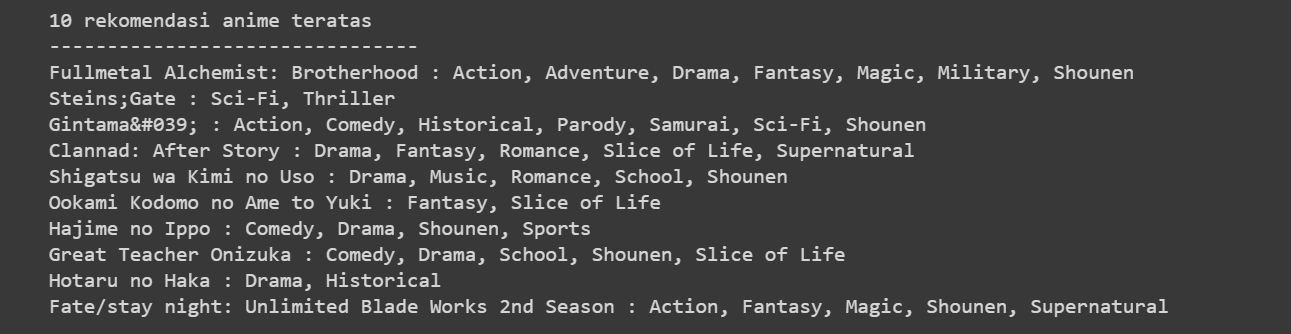 10 rekomendasi anime teratas
--------------------------------
Fullmetal Alchemist: Brotherhood : Action, Adventure, Drama, Fantasy, Magic, Military, Shounen
Steins;Gate : Sci-Fi, Thriller
Gintama&#039; : Action, Comedy, Historical, Parody, Samurai, Sci-Fi, Shounen
Clannad: After Story : Drama, Fantasy, Romance, Slice of Life, Supernatural
Shigatsu wa Kimi no Uso : Drama, Music, Romance, School, Shounen
Ookami Kodomo no Ame to Yuki : Fantasy, Slice of Life
Hajime no Ippo : Comedy, Drama, Shounen, Sports
Great Teacher Onizuka : Comedy, Drama, School, Shounen, Slice of Life
Hotaru no Haka : Drama, Historical
Fate/stay night: Unlimited Blade Works 2nd Season : Action, Fantasy, Magic, Shounen, Supernatural